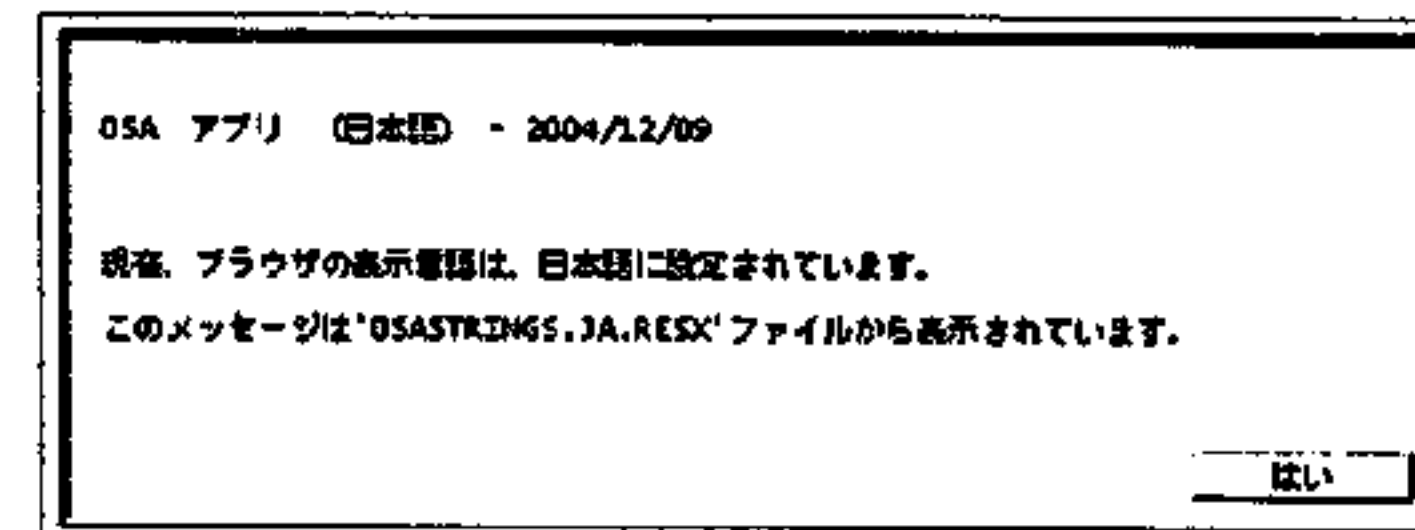 OSA アプリ (日本語) - 2004/12/09
現在、ブラウザの表示言語は、日本語に設定されています。
このメッセージは'OSASTRINGS.JA.RESX'ファイルから表示されています。
はい